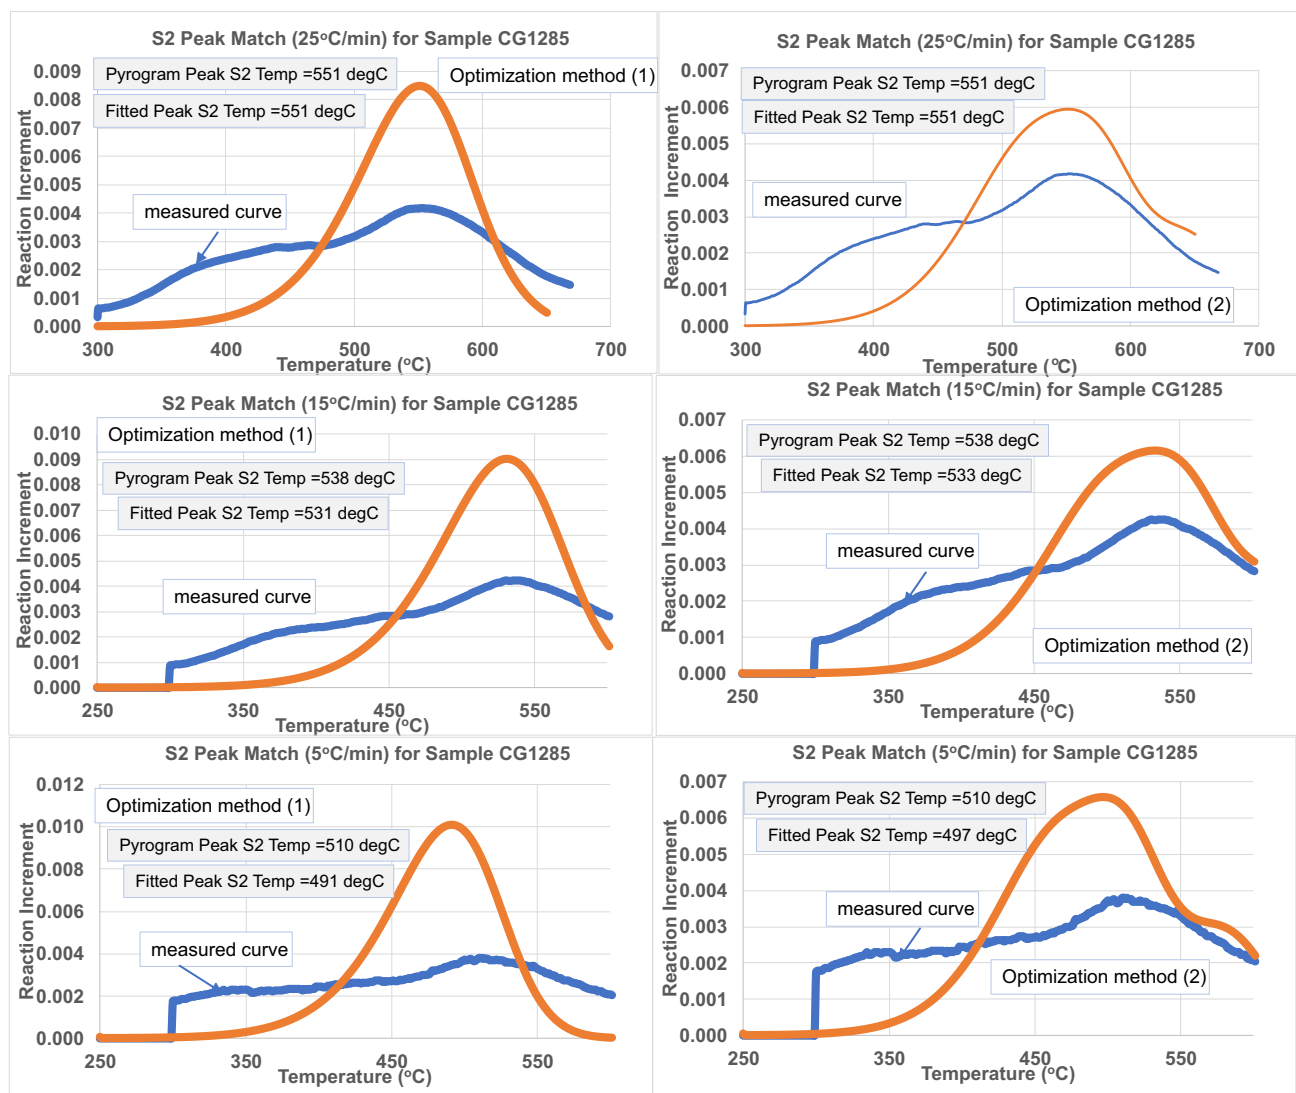 S2 Peak Match (25°C/min) for Sample CG1285
Pyrogram Peak S2 Temp =551 degC
Optimization method (1)
Fitted Peak S2 Temp =551 degC
measured curve
Reaction Increment
0.009
0.008
0.007
0.006
0.005
0.004
0.003
0.002
0.001
0.000
300 400 500 600 700
Temperature (°C)
S2 Peak Match (25°C/min) for Sample CG1285
Pyrogram Peak S2 Temp =551 degC
Fitted Peak S2 Temp =551 degC
measured curve
Optimization method (2)
Reaction Increment
0.007
0.006
0.005
0.004
0.003
0.002
0.001
0.000
300 400 500 600 700
Temperature (°C)
S2 Peak Match (15°C/min) for Sample CG1285
Optimization method (1)
Pyrogram Peak S2 Temp =538 degC
Fitted Peak S2 Temp =531 degC
measured curve
Reaction Increment
0.010
0.009
0.008
0.007
0.006
0.005
0.004
0.003
0.002
0.001
0.000
250 350 450 550
Temperature (°C)
S2 Peak Match (15°C/min) for Sample CG1285
Pyrogram Peak S2 Temp =538 degC
Fitted Peak S2 Temp =533 degC
measured curve
Optimization method (2)
Reaction Increment
0.007
0.006
0.005
0.004
0.003
0.002
0.001
0.000
250 350 450 550
Temperature (°C)
S2 Peak Match (5°C/min) for Sample CG1285
Optimization method (1)
Pyrogram Peak S2 Temp =510 degC
Fitted Peak S2 Temp =491 degC
measured curve
Reaction Increment
0.012
0.010
0.008
0.006
0.004
0.002
0.000
250 350 450 550
Temperature (°C)
S2 Peak Match (5°C/min) for Sample CG1285
Pyrogram Peak S2 Temp =510 degC
Fitted Peak S2 Temp =497 degC
measured curve
Optimization method (2)
Reaction Increment
0.007
0.006
0.005
0.004
0.003
0.002
0.001
0.000
250 350 450 550
Temperature (°C)